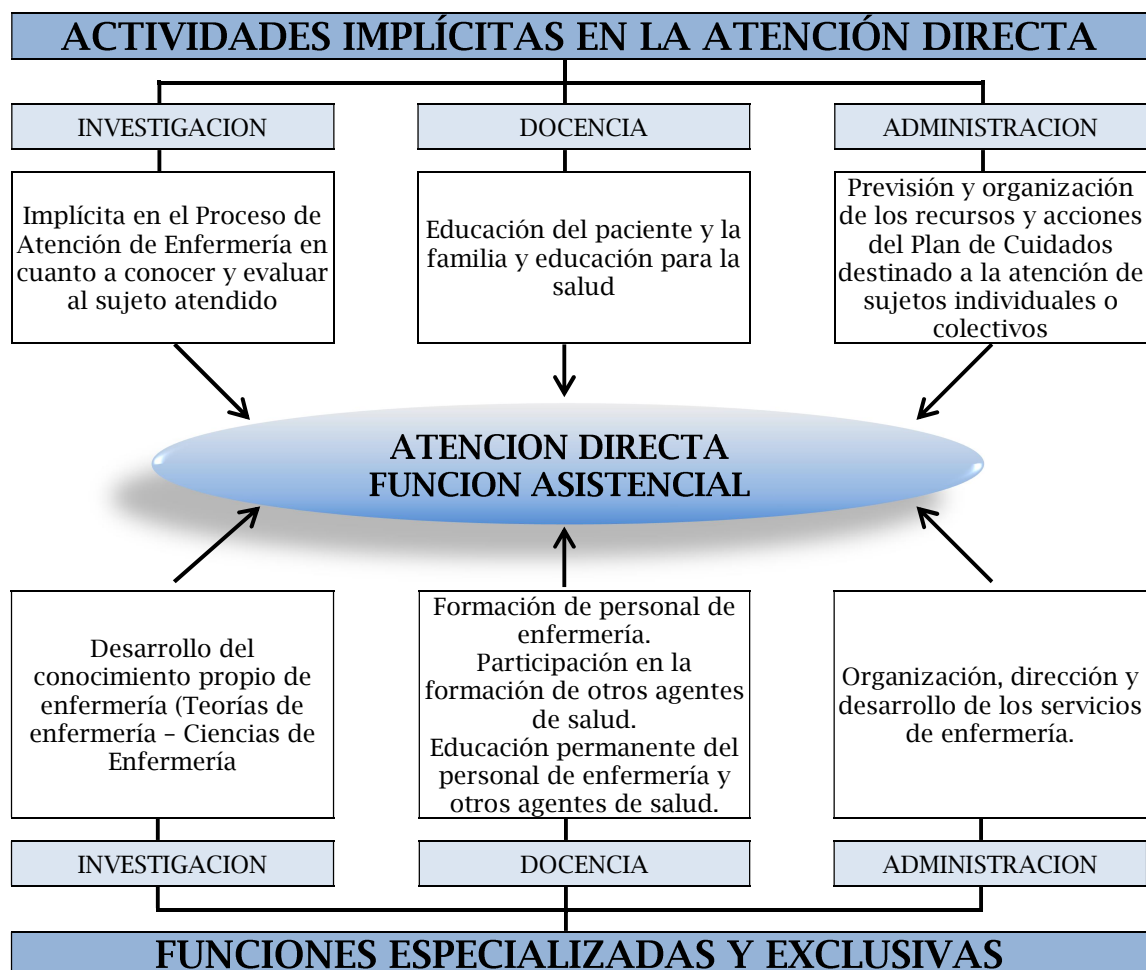 ACTIVIDADES IMPLÍCITAS EN LA ATENCIÓN DIRECTA
INVESTIGACION
DOCENCIA
ADMINISTRACION
Implícita en el Proceso de
Atención de Enfermería en
cuanto a conocer y evaluar
al sujeto atendido
Educación del paciente y la
familia y educación para la
salud
Previsión y organización
de los recursos y acciones
del Plan de Cuidados
destinado a la atención de
sujetos individuales o
colectivos
ATENCION DIRECTA
FUNCION ASISTENCIAL
Desarrollo del
conocimiento propio de
enfermería (Teorías de
enfermería – Ciencias de
Enfermería
Formación de personal de
enfermería.
Participación en la
formación de otros agentes
de salud.
Educación permanente del
personal de enfermería y
otros agentes de salud.
Organización, dirección y
desarrollo de los servicios
de enfermería.
INVESTIGACION
DOCENCIA
ADMINISTRACION
FUNCIONES ESPECIALIZADAS Y EXCLUSIVAS